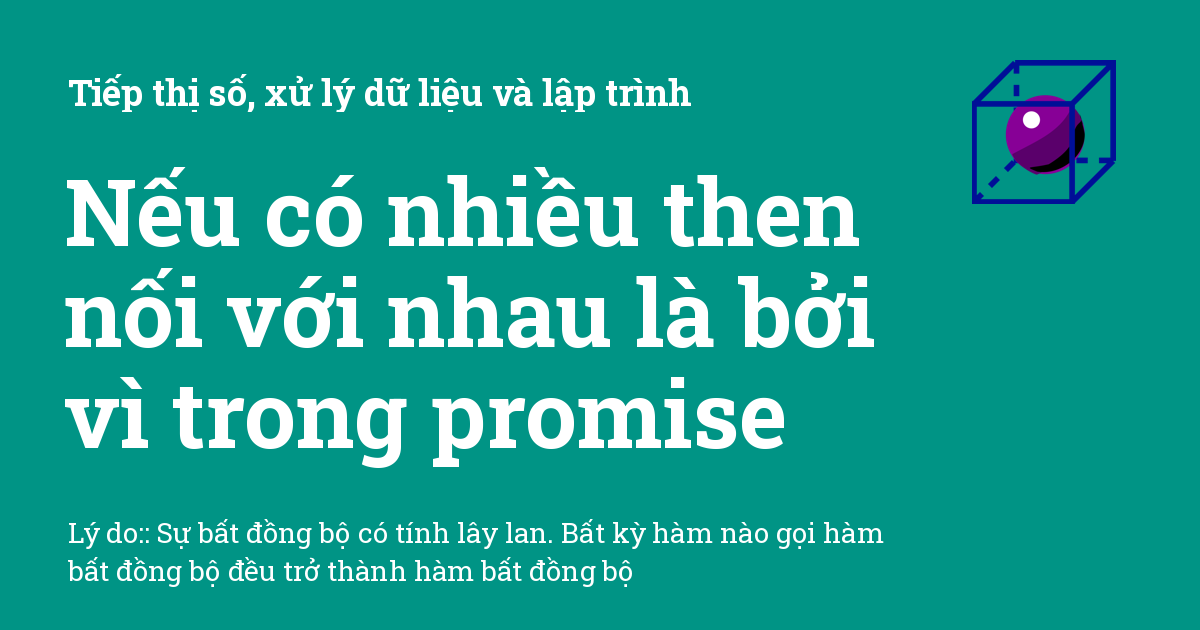 Tiếp thị số, xử lý dữ liệu và lập trình
Nếu có nhiều then
nối với nhau là bởi
vì trong promise
Lý do:: Sự bất đồng bộ có tính lây lan. Bất kỳ hàm nào gọi hàm
bất đồng bộ đều trở thành hàm bất đồng bộ